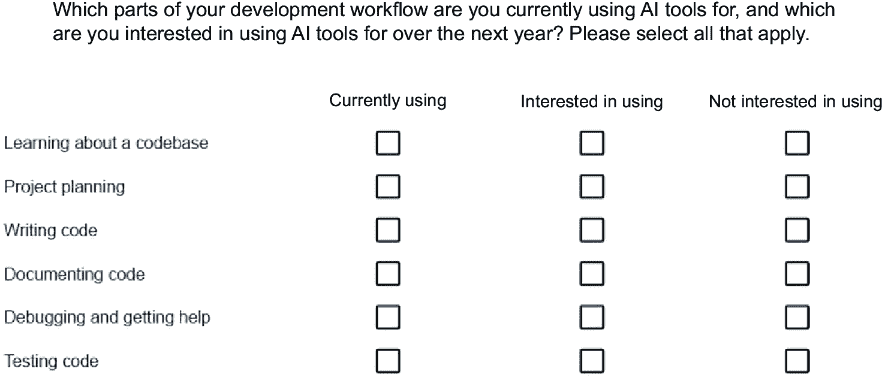 Which parts of your development workflow are you currently using AI tools for, and which
are you interested in using AI tools for over the next year? Please select all that apply.
Currently using Interested in using Not interested in using
Learning about a codebase
Project planning
Writing code
Documenting code
Debugging and getting help
Testing code